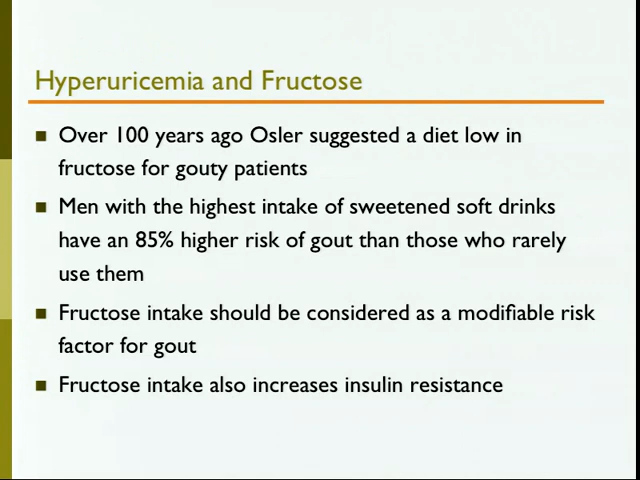 Hyperuricemia and Fructose
Over 100 years ago Osler suggested a diet low in
fructose for gouty patients
Men with the highest intake of sweetened soft drinks
have an 85% higher risk of gout than those who rarely
use them
Fructose intake should be considered as a modifiable risk
factor for gout
Fructose intake also increases insulin resistance